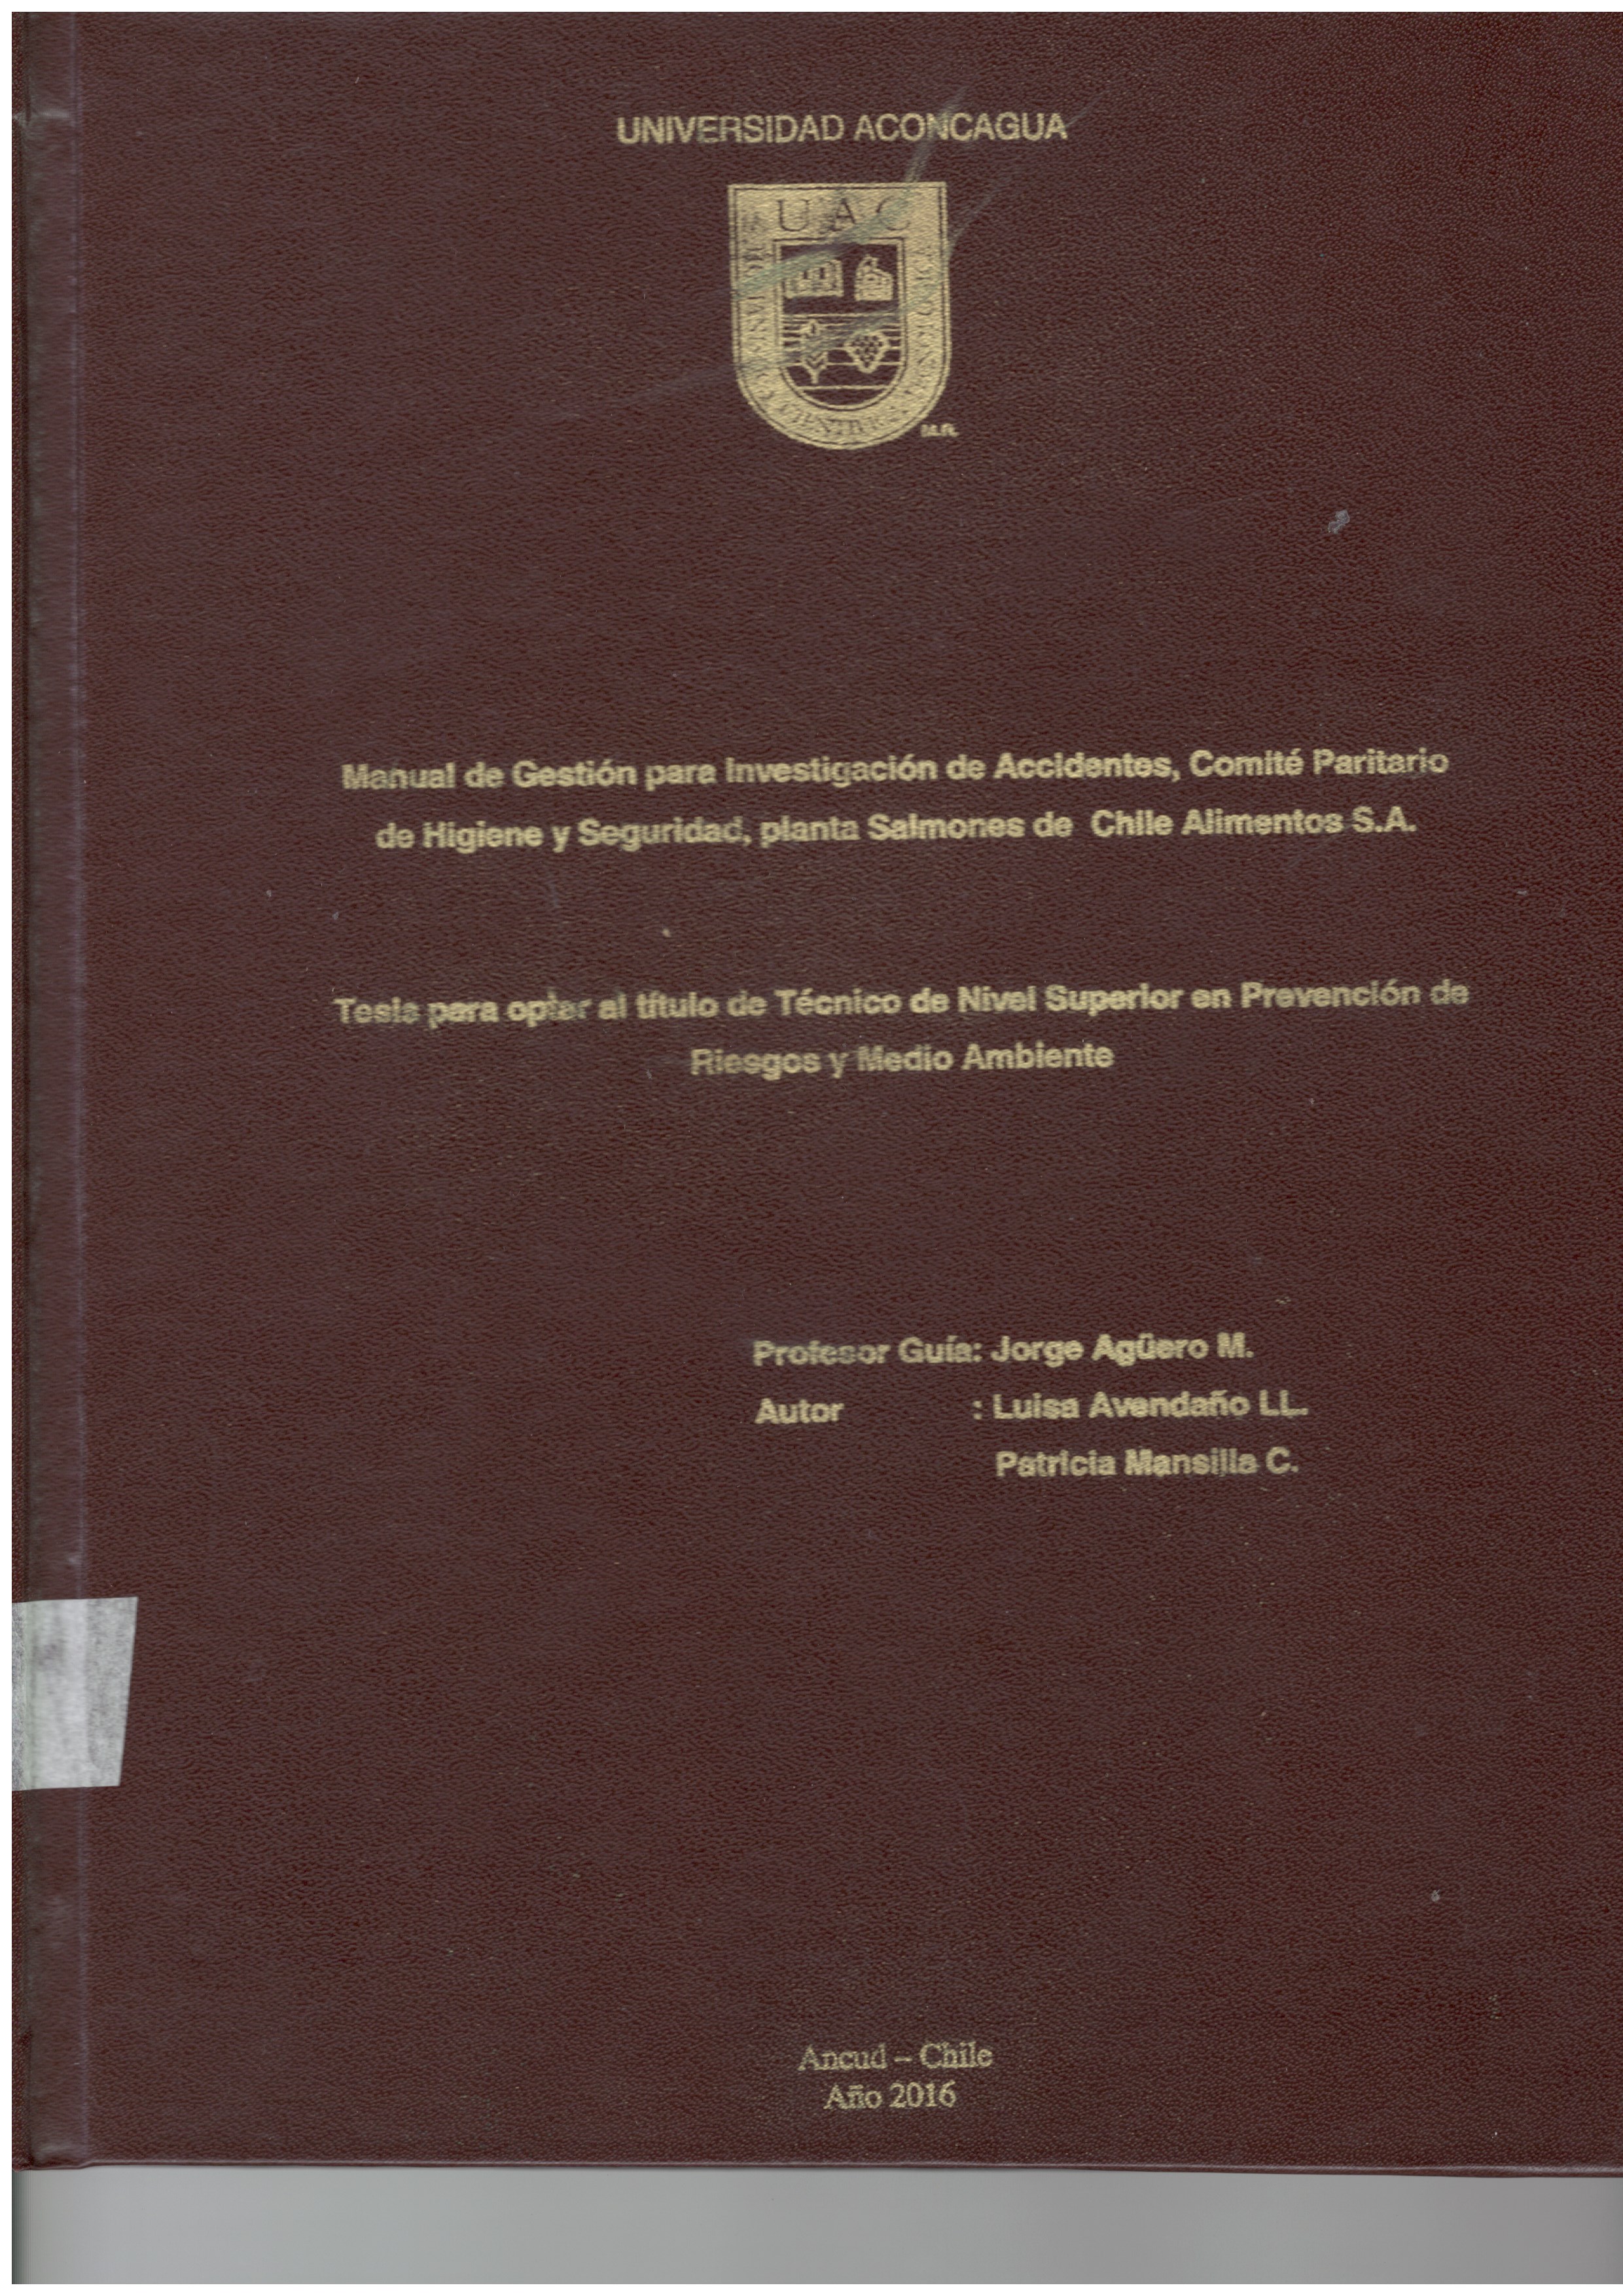 UNIVERSIDAD ACONCAGUA
UAC
M.R.
Manual de Gestión para Investigación de Accidentes, Comité Paritario
de Higiene y Seguridad, planta Salmones de Chile Alimentos S.A.
Tesis para optar al título de Técnico de Nivel Superior en Prevención de
Riesgos y Medio Ambiente
Profesor Guía: Jorge Agüero M.
Autor : Luisa Avendaño LL.
Patricia Mansilla C.
Ancud – Chile
Año 2016